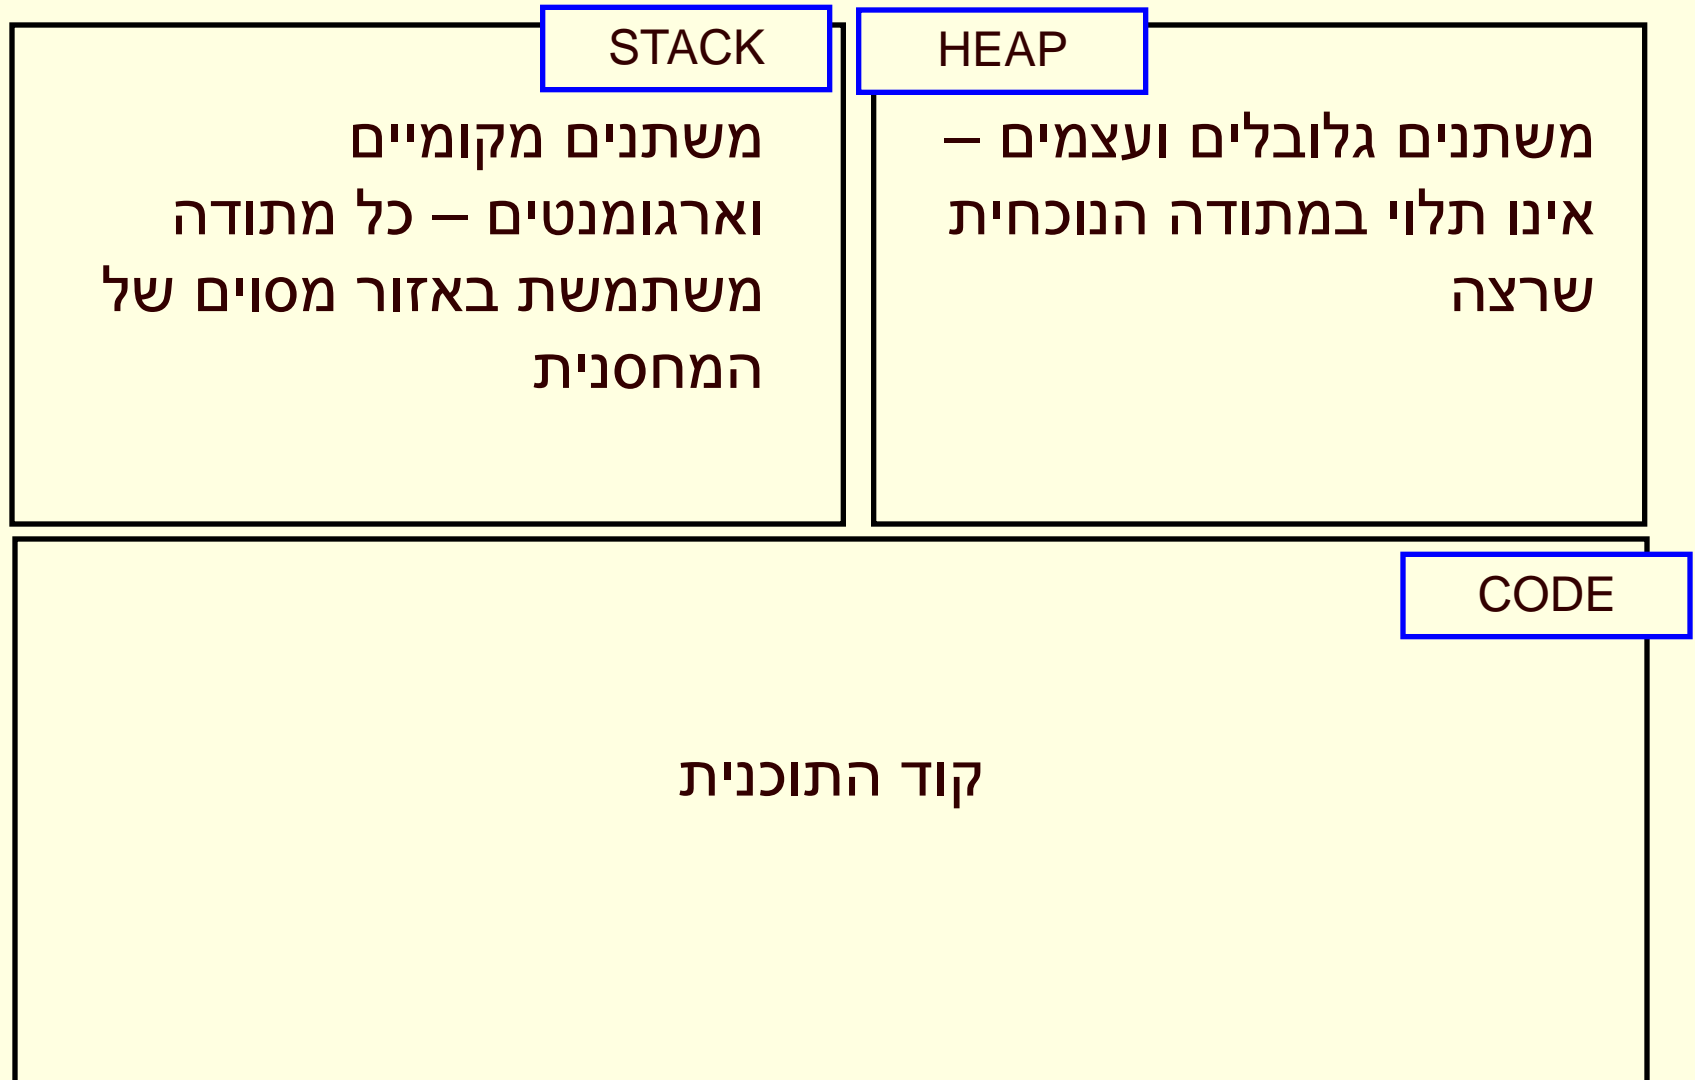 STACK
משתנים מקומיים
וארגומנטים – כל מתודה
משתמשת באזור מסוים של
המחסנית
HEAP
משתנים גלובלים ועצמים –
אינו תלוי במתודה הנוכחית
שרצה
CODE
קוד התוכנית